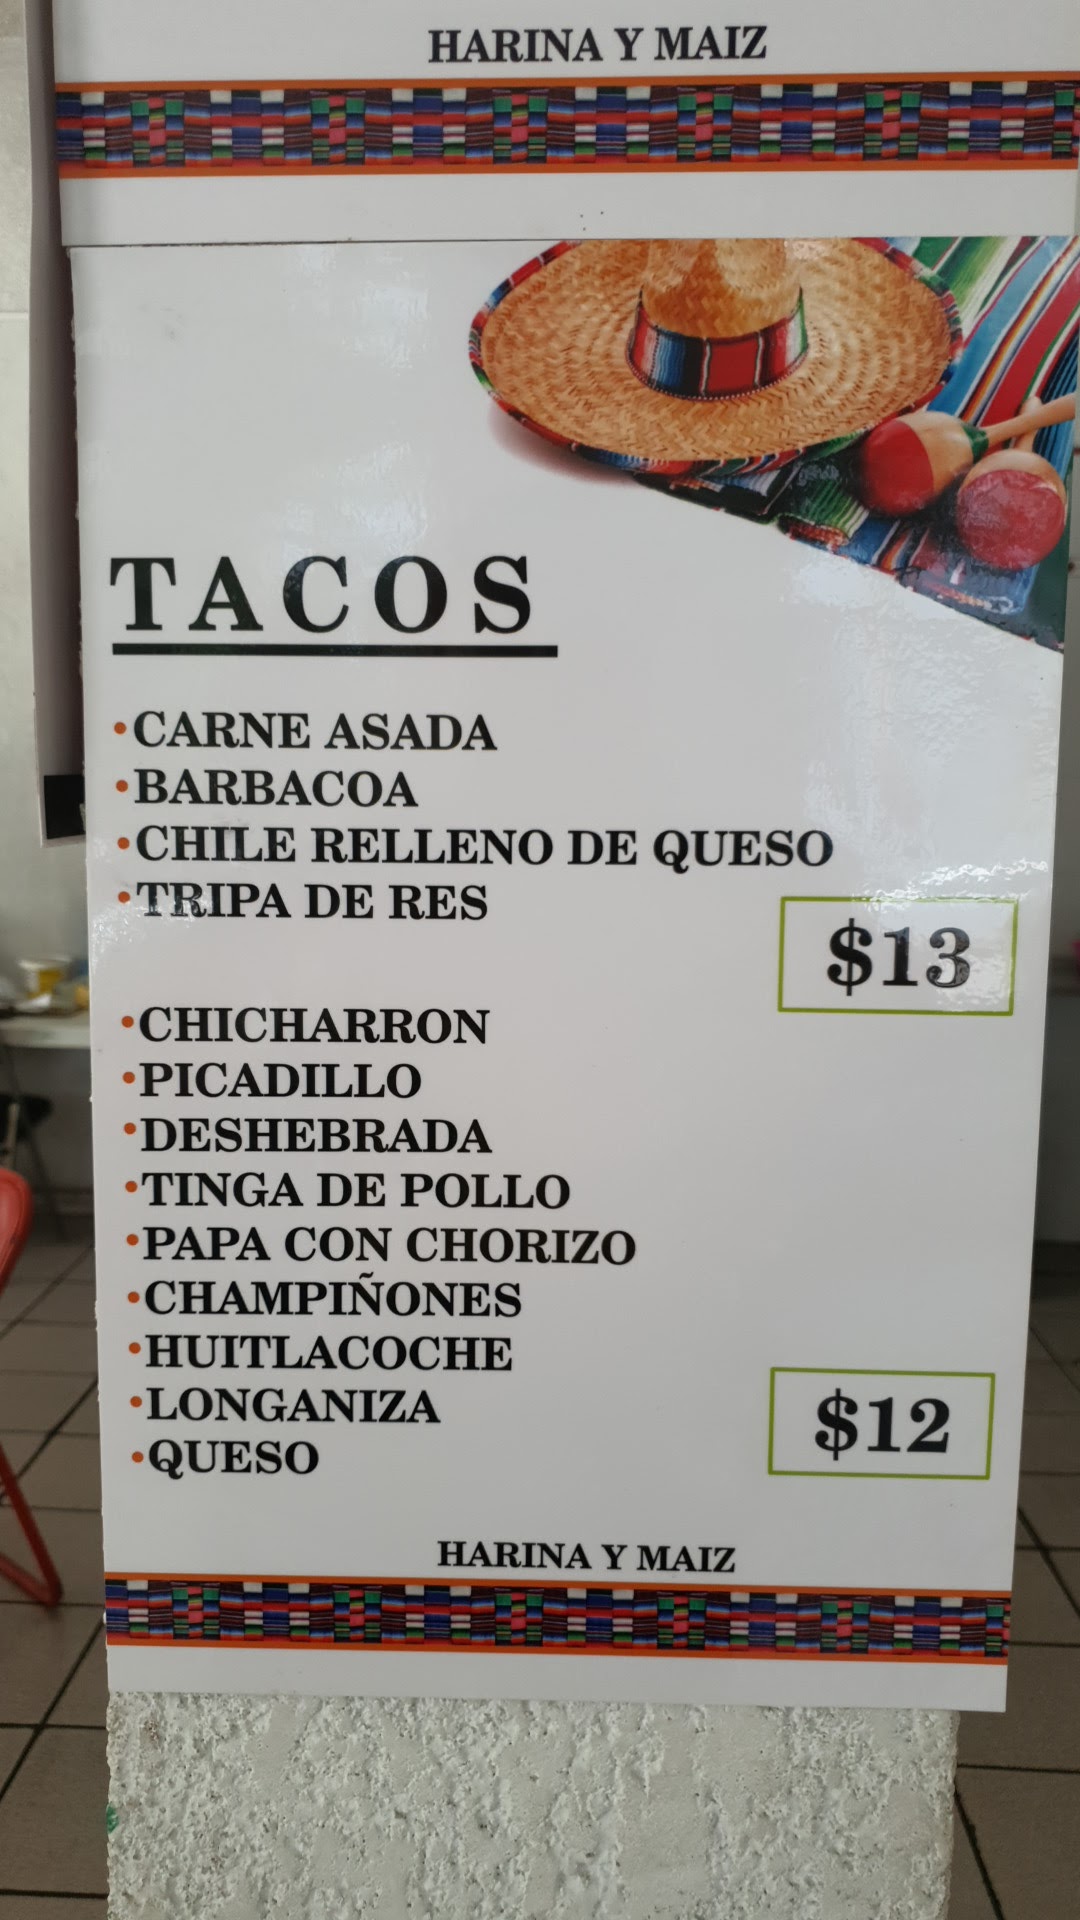 HARINA Y MAIZ
TACOS
•CARNE ASADA
•BARBACOA
•CHILE RELLENO DE QUESO
•TRIPA DE RES
$13
•CHICHARRON
•PICADILLO
•DESHEBRADA
•TINGA DE POLLO
•PAPA CON CHORIZO
•CHAMPIÑONES
•HUITLACOCHE
•LONGANIZA
•QUESO
$12
HARINA Y MAIZ